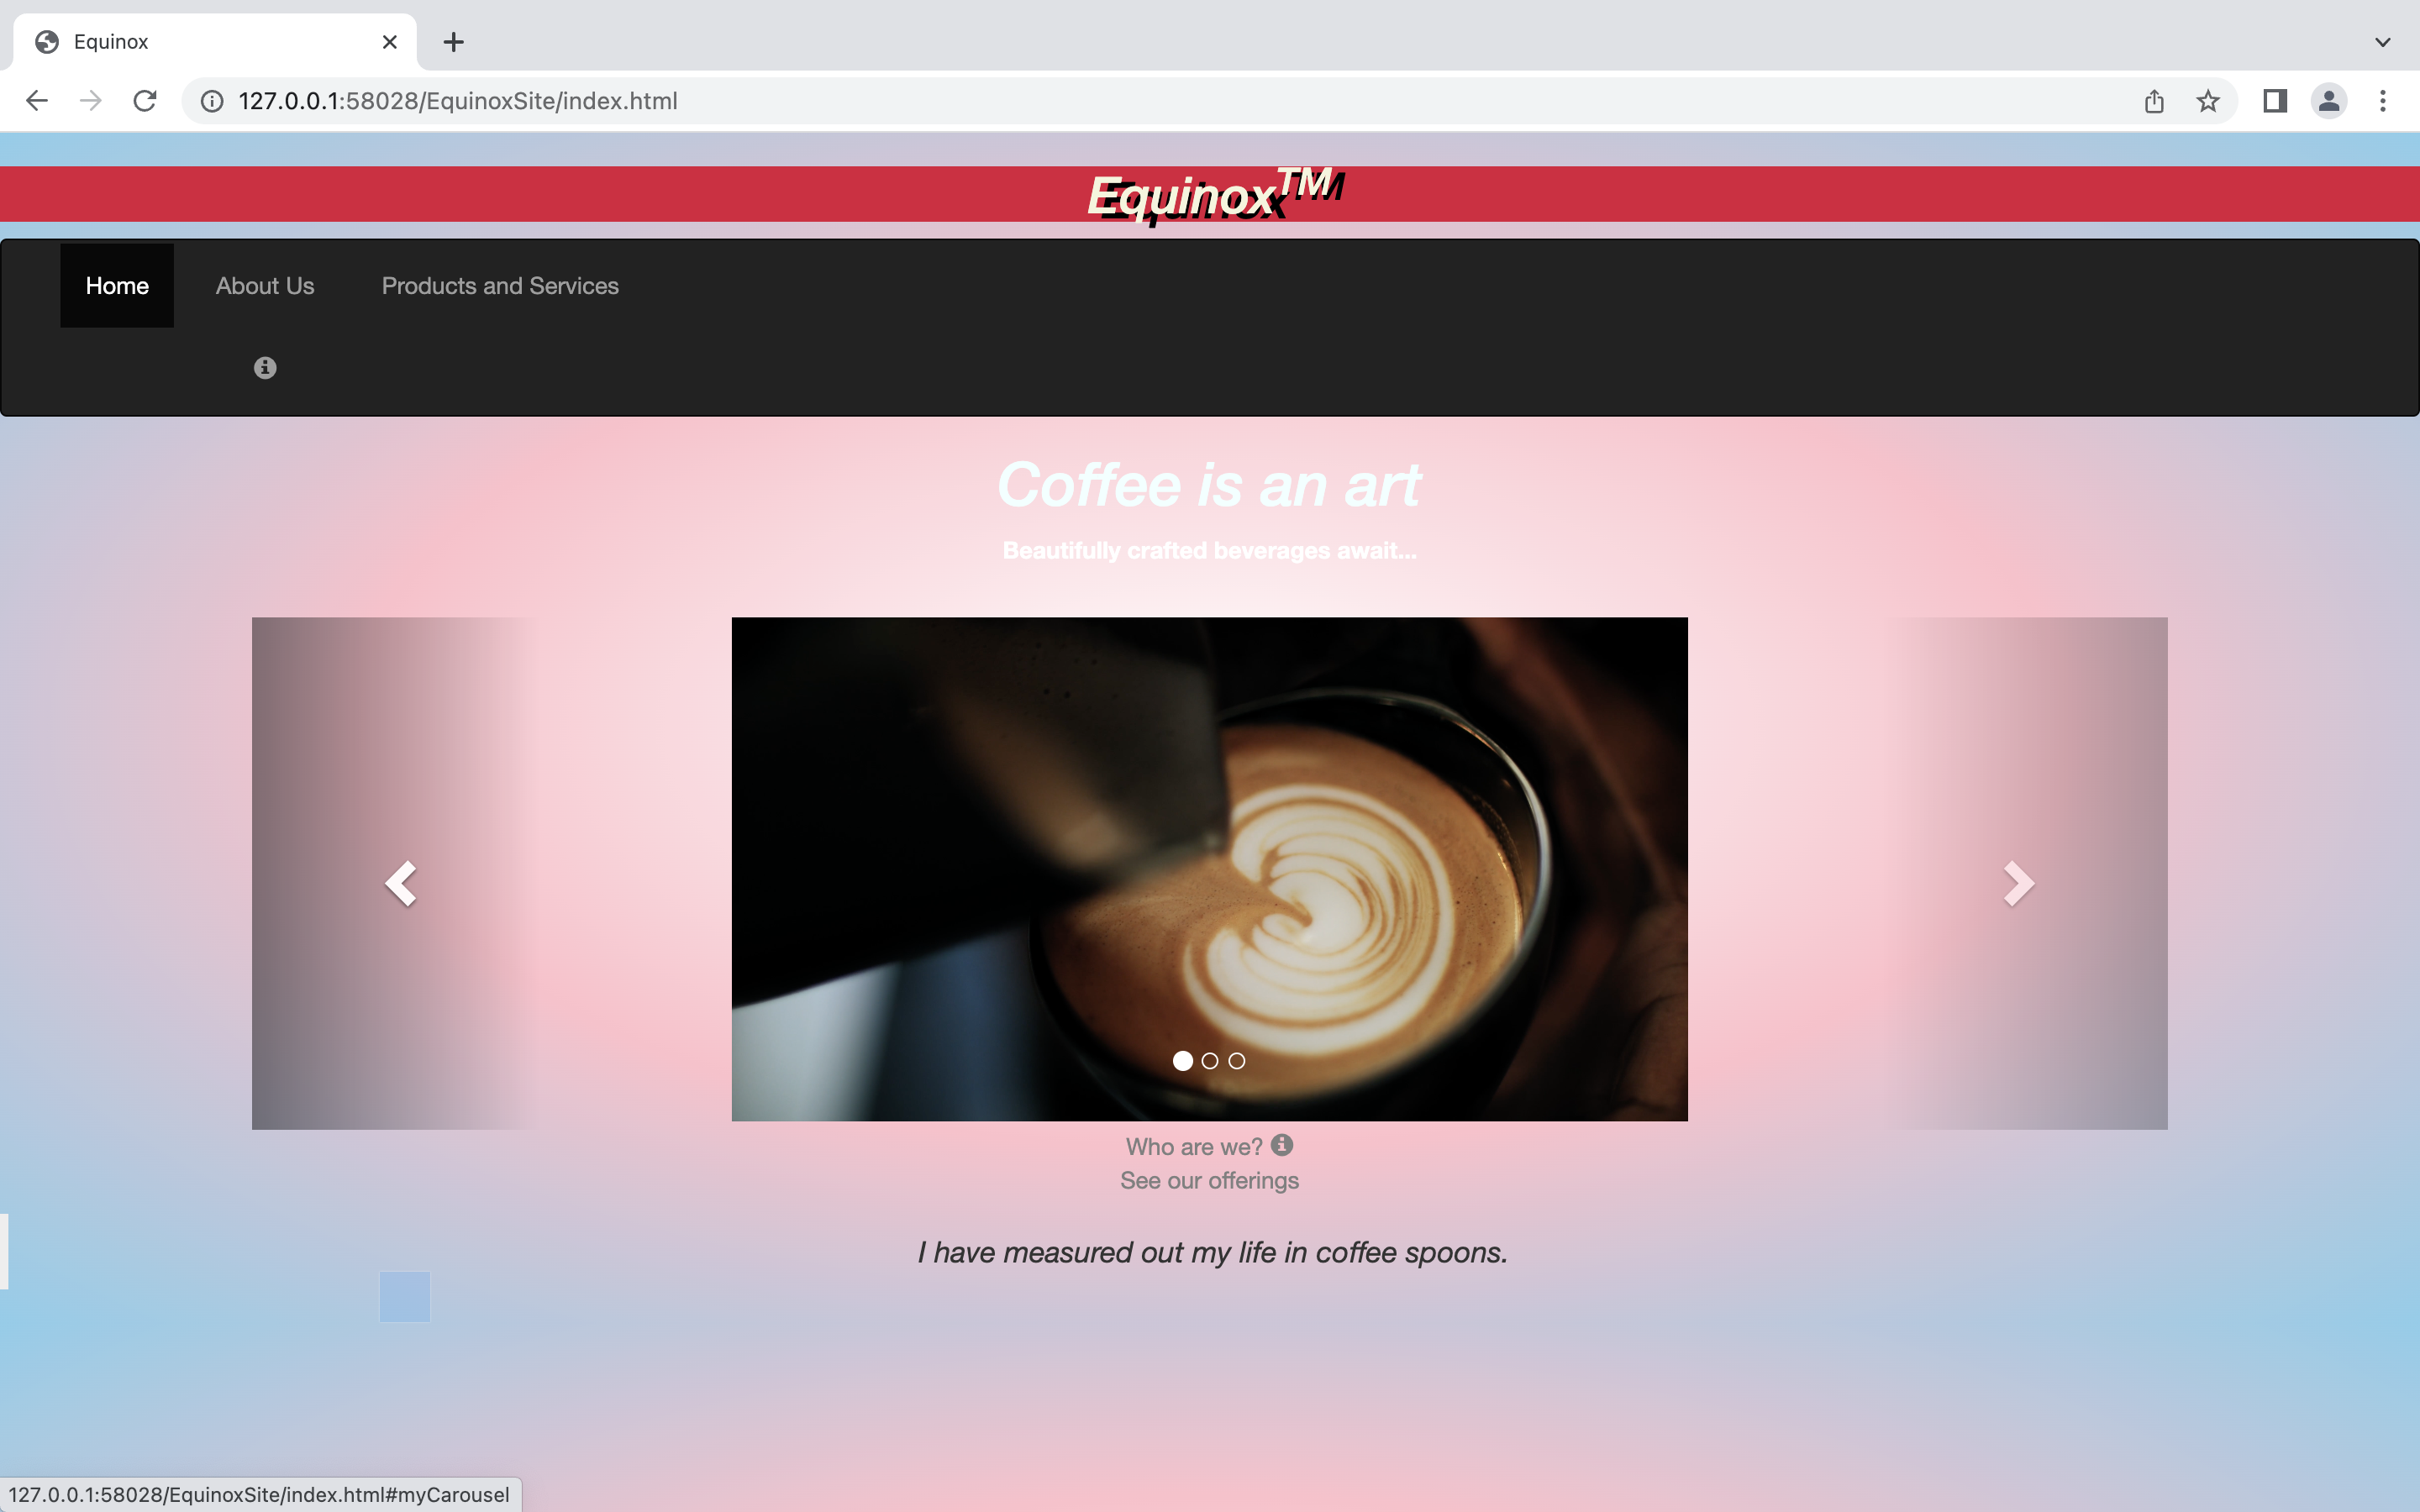 Equinox
127.0.0.1:58028/EquinoxSite/index.html
Equinox™
Home About Us Products and Services
Coffee is an art
Beautifully crafted beverages await...
Who are we?
See our offerings
I have measured out my life in coffee spoons.
127.0.0.1:58028/EquinoxSite/index.html#myCarousel